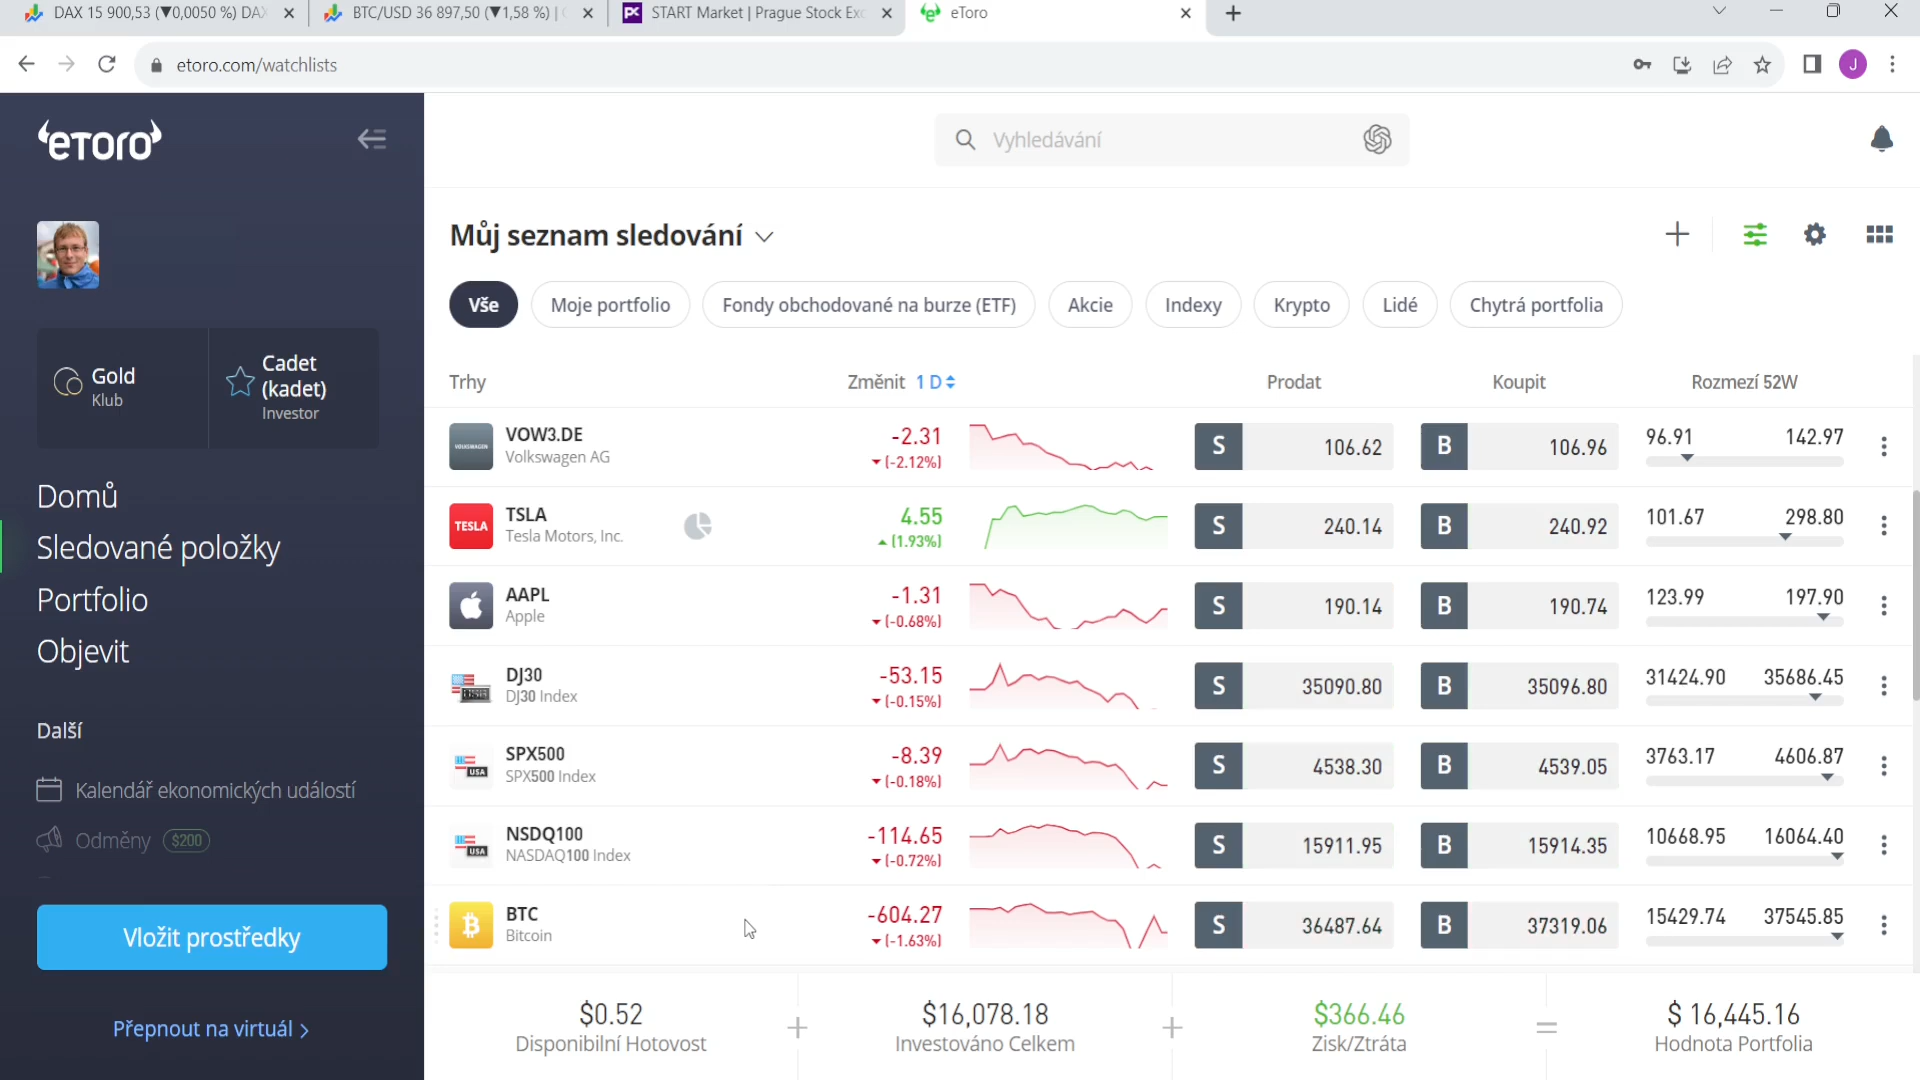 DAX 15 900,53 (▼0,0050 %) DAX
BTC/USD 36 897,50 (▼1,58 %) |
START Market | Prague Stock Exc
eToro
etoro.com/watchlists
J
eToro
Vyhledávání
Gold
Klub
Cadet
(kadet)
Investor
Domů
Sledované položky
Portfolio
Objevit
Další
Kalendář ekonomických událostí
Odměny $200
Vložit prostředky
Přepnout na virtuál >
Můj seznam sledování
Vše Moje portfolio Fondy obchodované na burze (ETF) Akcie Indexy Krypto Lidé Chytrá portfolia
Trhy Změnit 1 D Prodat Koupit Rozmezí 52W
VOLKSWAGEN VOW3.DE -2.31 S 106.62 B 106.96 96.91 142.97
Volkswagen AG ▼(-2.12%)
TESLA TSLA 4.55 S 240.14 B 240.92 101.67 298.80
Tesla Motors, Inc. ▲(1.93%)
AAPL -1.31 S 190.14 B 190.74 123.99 197.90
Apple ▼(-0.68%)
DJ30 -53.15 S 35090.80 B 35096.80 31424.90 35686.45
DJ30 Index ▼(-0.15%)
SPX500 -8.39 S 4538.30 B 4539.05 3763.17 4606.87
USA SPX500 Index ▼(-0.18%)
NSDQ100 -114.65 S 15911.95 B 15914.35 10668.95 16064.40
USA NASDAQ100 Index ▼(-0.72%)
BTC -604.27 S 36487.64 B 37319.06 15429.74 37545.85
Bitcoin ▼(-1.63%)
$0.52 + $16,078.18 + $366.46 = $ 16,445.16
Disponibilní Hotovost Investováno Celkem Zisk/Ztráta Hodnota Portfolia